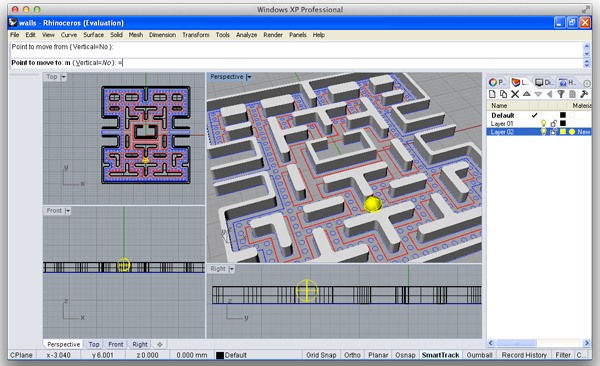 Windows XP Professional
walls - Rhinoceros (Evaluation)
File Edit View Curve Surface Solid Mesh Dimension Transform Tools Analyze Render Panels Help
Point to move from ( Vertical=No ):
Point to move to: m ( Vertical=No ): =
Top
Perspective
P... L... Di... H...
Name Materia
Default
Layer 01
Layer 02 New
y
x
Front
z
x
Right
z
y
Perspective Top Front Right
CPlane x -3.040 y 6.001 z 0.000 0.000 mm Default Grid Snap Ortho Planar Osnap SmartTrack Gumball Record History Filter C...